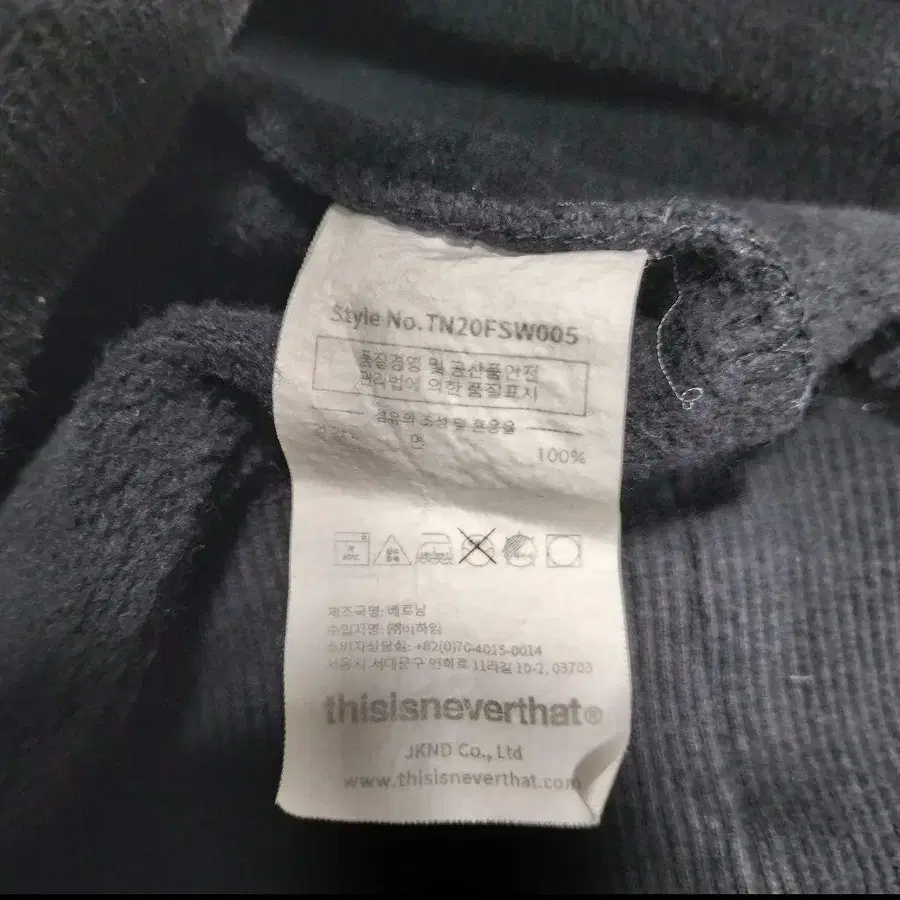 Style No.TN20FSW005
품질경영 및 공산품안전
관리법에 의한 품질표시
섬유의 조성 및 혼용율
겉감 면 100%
제조국명: 베트남
수입자명: ㈜비하임
소비자상담실: +82(0)70-4015-0014
서울시 서대문구 연희로 11라길 10-2, 03703
thisisneverthat®
JKND Co., Ltd
www.thisisneverthat.com